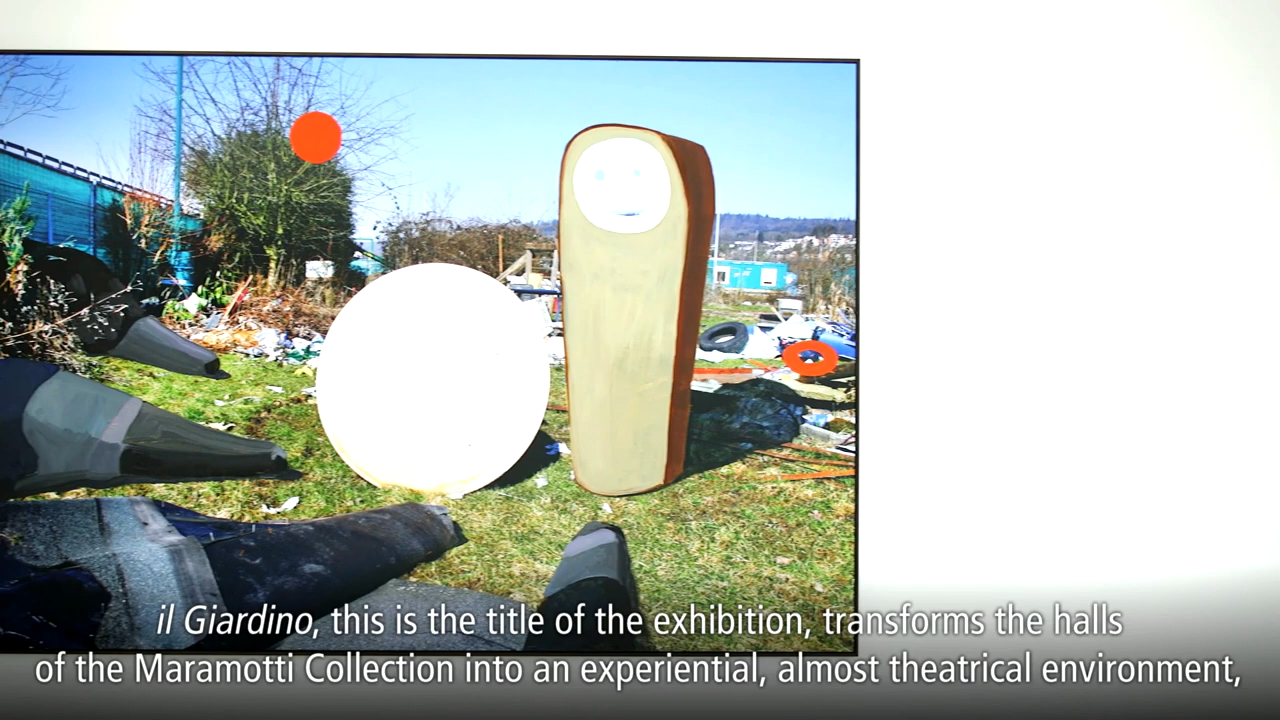 il Giardino, this is the title of the exhibition, transforms the halls
of the Maramotti Collection into an experiential, almost theatrical environment,